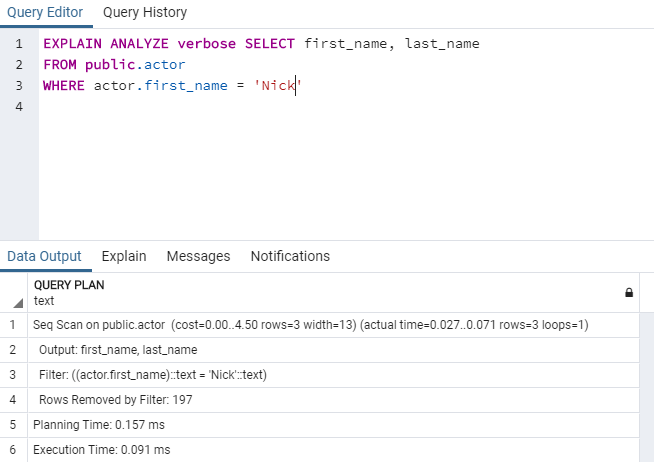 Query Editor Query History
1 EXPLAIN ANALYZE verbose SELECT first_name, last_name
2 FROM public.actor
3 WHERE actor.first_name = 'Nick'
4
Data Output Explain Messages Notifications
QUERY PLAN
text
1 Seq Scan on public.actor (cost=0.00..4.50 rows=3 width=13) (actual time=0.027..0.071 rows=3 loops=1)
2 Output: first_name, last_name
3 Filter: ((actor.first_name)::text = 'Nick'::text)
4 Rows Removed by Filter: 197
5 Planning Time: 0.157 ms
6 Execution Time: 0.091 ms